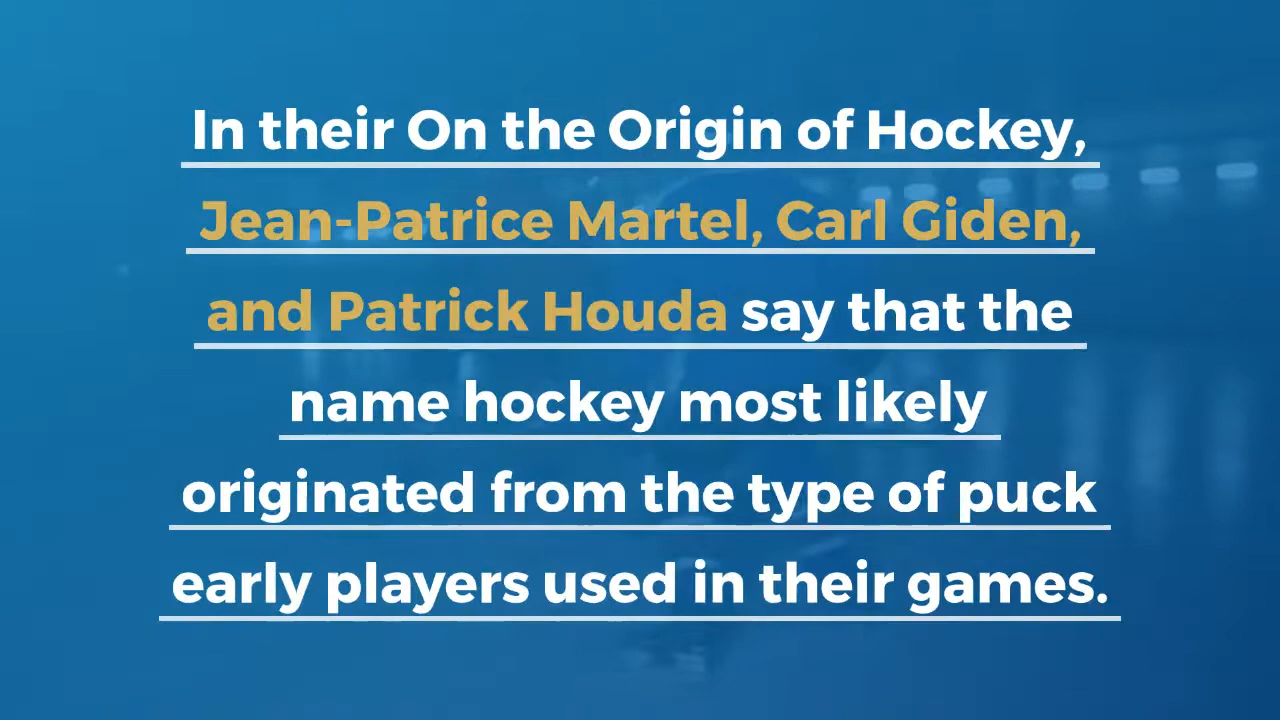 In their On the Origin of Hockey,
Jean-Patrice Martel, Carl Giden,
and Patrick Houda say that the
name hockey most likely
originated from the type of puck
early players used in their games.